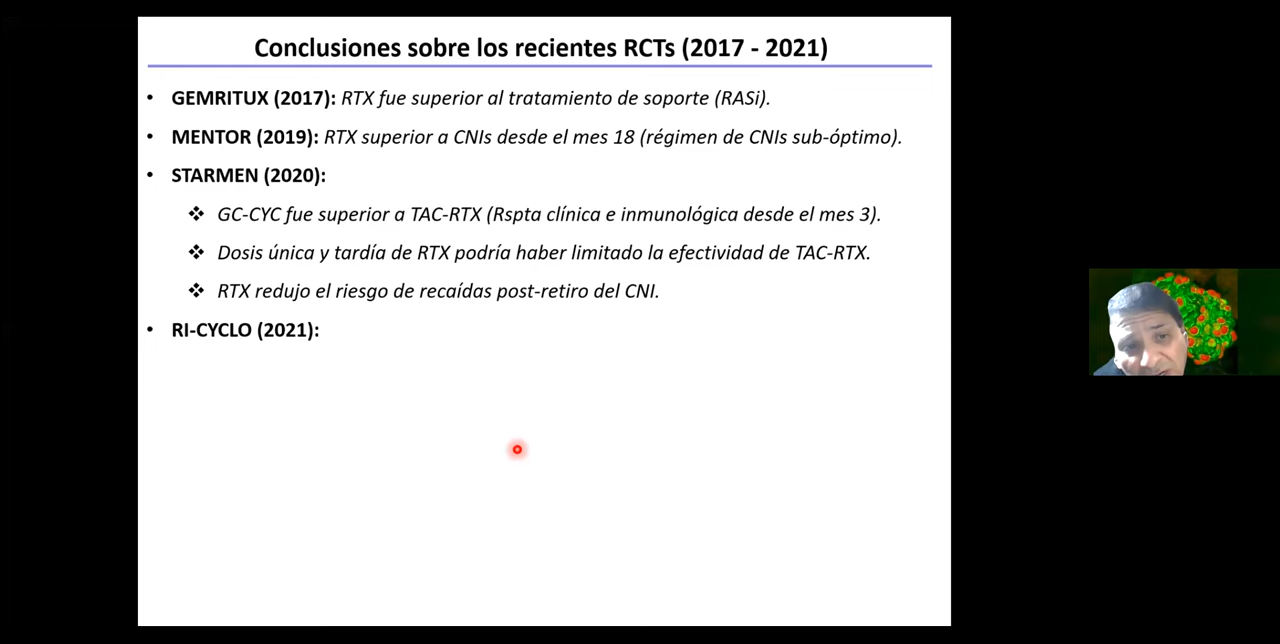 Conclusiones sobre los recientes RCTs (2017 - 2021)
• GEMRITUX (2017): RTX fue superior al tratamiento de soporte (RASi).
• MENTOR (2019): RTX superior a CNIs desde el mes 18 (régimen de CNIs sub-óptimo).
• STARMEN (2020):
❖ GC-CYC fue superior a TAC-RTX (Rspta clínica e inmunológica desde el mes 3).
❖ Dosis única y tardía de RTX podría haber limitado la efectividad de TAC-RTX.
❖ RTX redujo el riesgo de recaídas post-retiro del CNI.
• RI-CYCLO (2021):